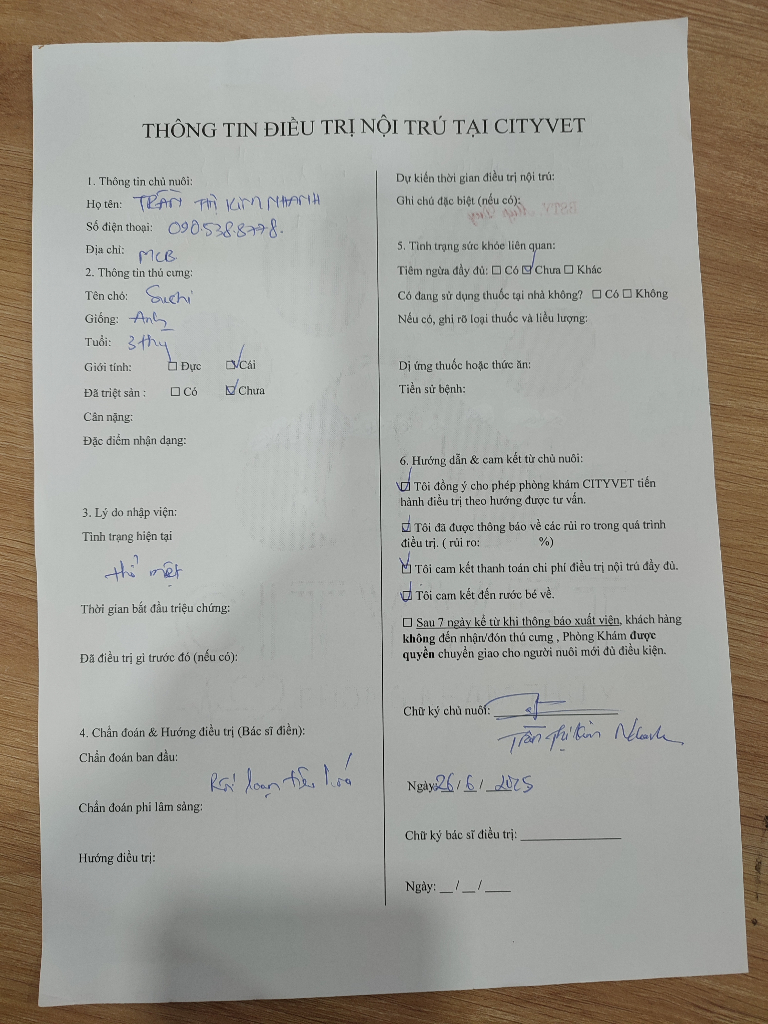 THÔNG TIN ĐIỀU TRỊ NỘI TRÚ TẠI CITYVET
1. Thông tin chủ nuôi:
Họ tên: TRẦN THỊ KIM NHANH
Số điện thoại: 090.538.8778.
Địa chỉ: MCB
2. Thông tin thú cưng:
Tên chó: Suchi
Giống: Anh
Tuổi: 3 thg
Giới tính: ☐ Đực ☑ Cái
Đã triệt sản : ☐ Có ☑ Chưa
Cân nặng:
Đặc điểm nhận dạng:
3. Lý do nhập viện:
Tình trạng hiện tại
thở mệt
Thời gian bắt đầu triệu chứng:
Đã điều trị gì trước đó (nếu có):
4. Chẩn đoán & Hướng điều trị (Bác sĩ điền):
Chẩn đoán ban đầu:
Rối loạn tiêu hoá
Chẩn đoán phi lâm sàng:
Hướng điều trị:
Dự kiến thời gian điều trị nội trú:
Ghi chú đặc biệt (nếu có):
5. Tình trạng sức khỏe liên quan:
Tiêm ngừa đầy đủ: ☐ Có ☑ Chưa ☐ Khác
Có đang sử dụng thuốc tại nhà không? ☐ Có ☐ Không
Nếu có, ghi rõ loại thuốc và liều lượng:
Dị ứng thuốc hoặc thức ăn:
Tiền sử bệnh:
6. Hướng dẫn & cam kết từ chủ nuôi:
☑ Tôi đồng ý cho phép phòng khám CITYVET tiến
hành điều trị theo hướng được tư vấn.
☑ Tôi đã được thông báo về các rủi ro trong quá trình
điều trị. ( rủi ro: %)
☑ Tôi cam kết thanh toán chi phí điều trị nội trú đầy đủ.
☑ Tôi cam kết đến rước bé về.
☐ Sau 7 ngày kể từ khi thông báo xuất viện, khách hàng
không đến nhận/đón thú cưng , Phòng Khám được
quyền chuyển giao cho người nuôi mới đủ điều kiện.
Chữ ký chủ nuôi:
Trần Thị Kim Nhanh
Ngày: 26 / 6 / 2025
Chữ ký bác sĩ điều trị: ________________
Ngày: __ / __ / ____